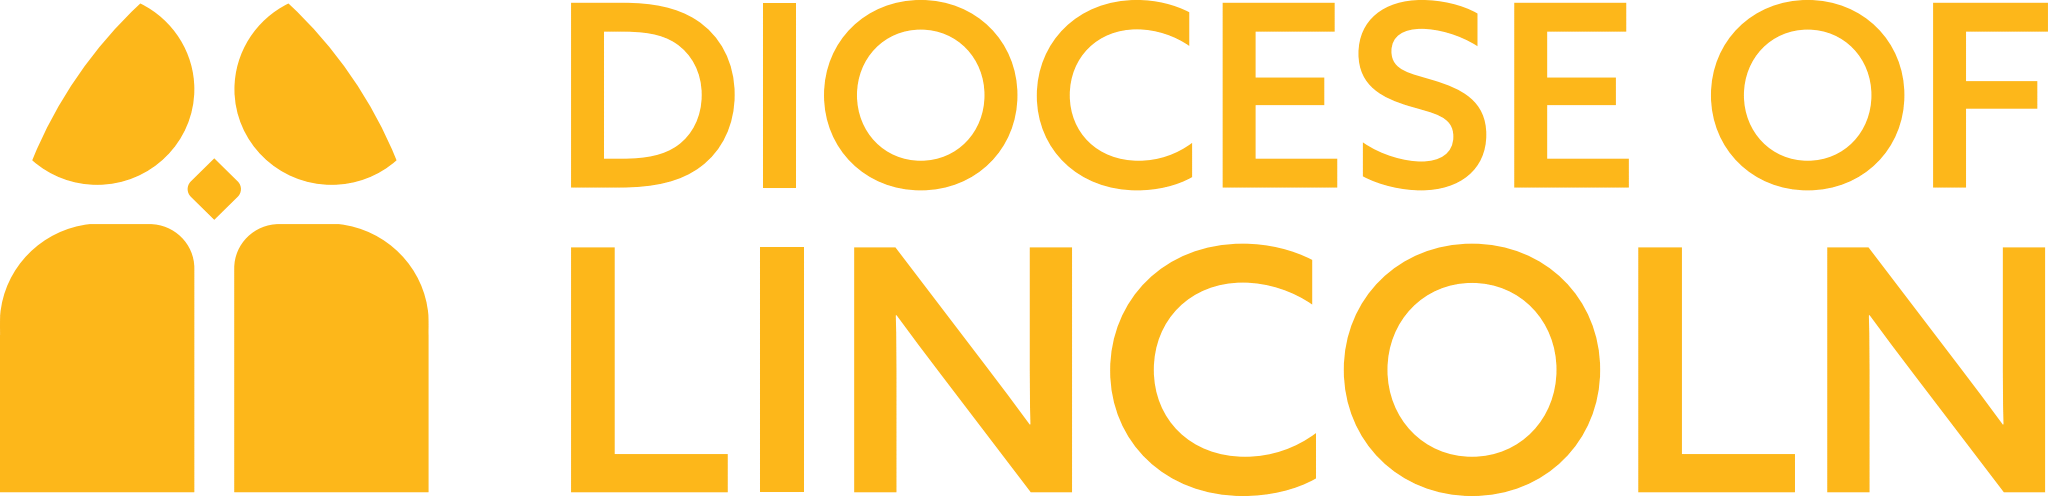 DIOCESE OF
LINCOLN